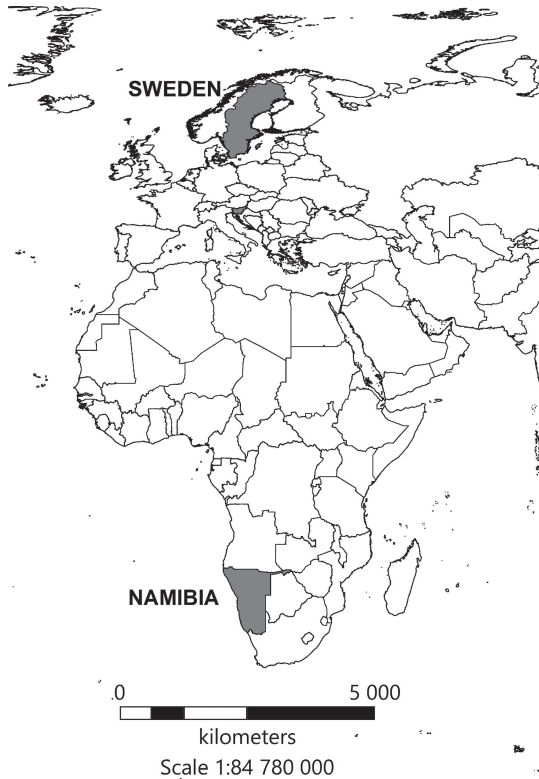 SWEDEN
NAMIBIA
.0 5 000
kilometers
Scale 1:84 780 000